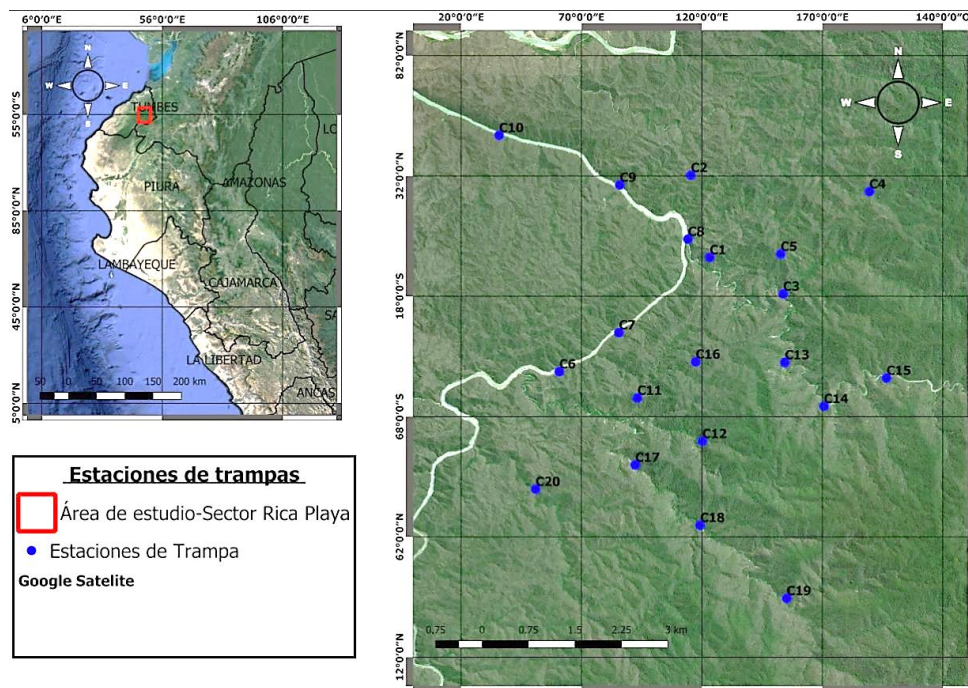 6°0'0"E 56°0'0"E 106°0'0"E
N
W E
S
55°0'0"S
85°0'0"N
45°0'0"N
5°0'0"S
TUMBES
LO
PIURA
AMAZONAS
LAMBAYEQUE
CAJAMARCA
SA
LA LIBERTAD
ANCAS
50 0 50 100 150 200 km
Estaciones de trampas
Área de estudio-Sector Rica Playa
Estaciones de Trampa
Google Satelite
20°0'0"E 70°0'0"E 120°0'0"E 170°0'0"E 140°0'0"E
82°0'0"N
32°0'0"N
18°0'0"S
68°0'0"S
62°0'0"N
12°0'0"N
N
W E
S
C10
C2
C9
C4
C8
C1
C5
C3
C7
C16
C13
C6
C15
C11
C14
C12
C17
C20
C18
C19
0.75 0 0.75 1.5 2.25 3 km